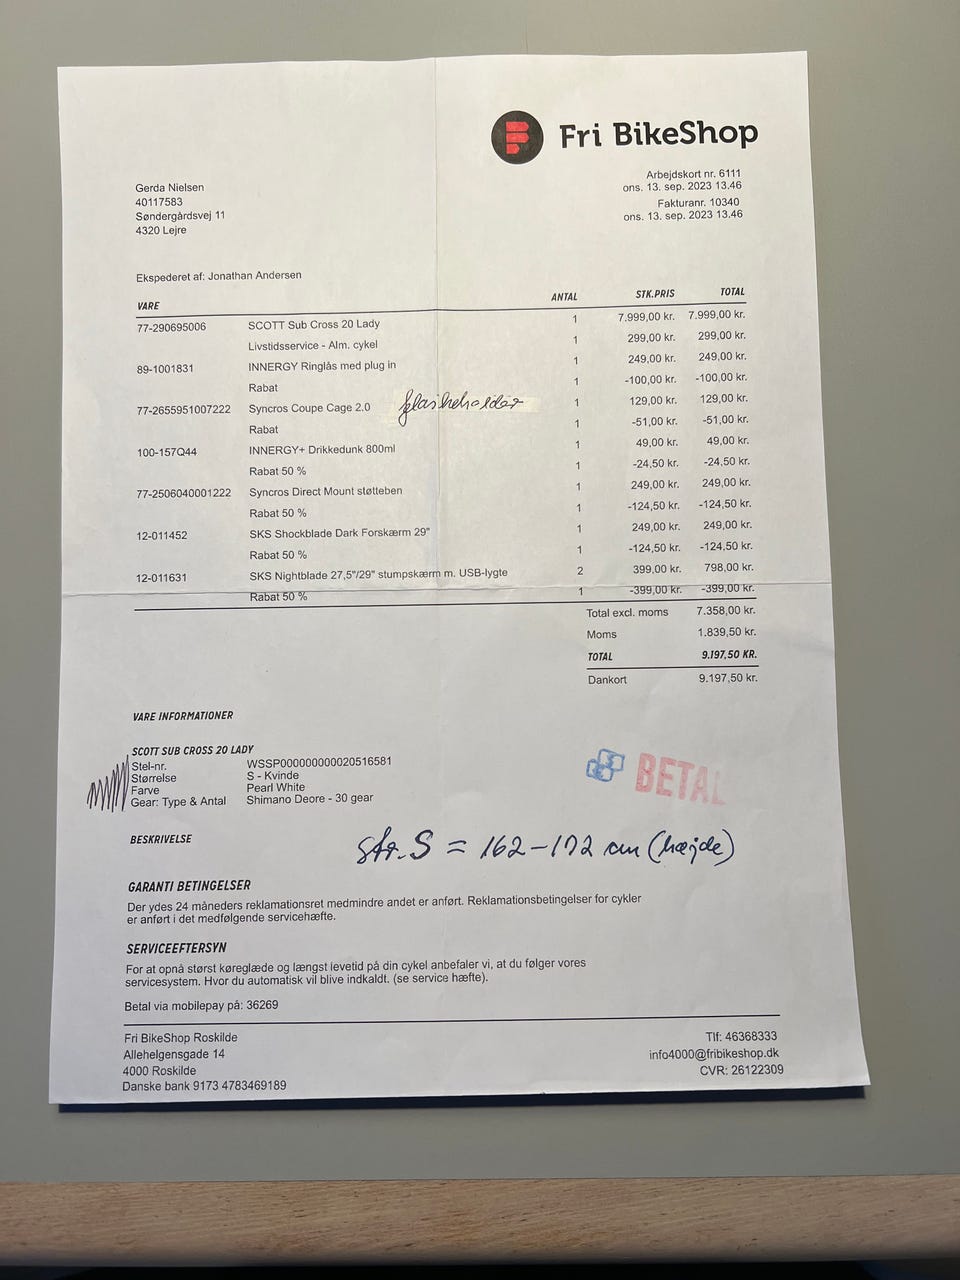 Fri BikeShop
Arbejdskort nr. 6111
ons. 13. sep. 2023 13.46
Fakturanr. 10340
ons. 13. sep. 2023 13.46
Gerda Nielsen
40117583
Søndergårdsvej 11
4320 Lejre
Ekspederet af: Jonathan Andersen
VARE ANTAL STK.PRIS TOTAL
77-290695006 SCOTT Sub Cross 20 Lady 1 7.999,00 kr. 7.999,00 kr.
Livstidsservice - Alm. cykel 1 299,00 kr. 299,00 kr.
89-1001831 INNERGY Ringlås med plug in 1 249,00 kr. 249,00 kr.
Rabat 1 -100,00 kr. -100,00 kr.
77-2655951007222 Syncros Coupe Cage 2.0 flaskeholder 1 129,00 kr. 129,00 kr.
Rabat 1 -51,00 kr. -51,00 kr.
100-157Q44 INNERGY+ Drikkedunk 800ml 1 49,00 kr. 49,00 kr.
Rabat 50 % 1 -24,50 kr. -24,50 kr.
77-2506040001222 Syncros Direct Mount støtteben 1 249,00 kr. 249,00 kr.
Rabat 50 % 1 -124,50 kr. -124,50 kr.
12-011452 SKS Shockblade Dark Forskærm 29" 1 249,00 kr. 249,00 kr.
Rabat 50 % 1 -124,50 kr. -124,50 kr.
12-011631 SKS Nightblade 27,5"/29" stumpskærm m. USB-lygte 2 399,00 kr. 798,00 kr.
Rabat 50 % 1 -399,00 kr. -399,00 kr.
Total excl. moms 7.358,00 kr.
Moms 1.839,50 kr.
TOTAL 9.197,50 KR.
Dankort 9.197,50 kr.
VARE INFORMATIONER
SCOTT SUB CROSS 20 LADY
Stel-nr. WSSP000000000020516581
Størrelse S - Kvinde
Farve Pearl White
Gear: Type & Antal Shimano Deore - 30 gear
BETAL
BESKRIVELSE
str. S = 162-172 cm (højde)
GARANTI BETINGELSER
Der ydes 24 måneders reklamationsret medmindre andet er anført. Reklamationsbetingelser for cykler
er anført i det medfølgende servicehæfte.
SERVICEEFTERSYN
For at opnå størst køreglæde og længst levetid på din cykel anbefaler vi, at du følger vores
servicesystem. Hvor du automatisk vil blive indkaldt. (se service hæfte).
Betal via mobilepay på: 36269
Fri BikeShop Roskilde
Allehelgensgade 14
4000 Roskilde
Danske bank 9173 4783469189
Tlf: 46368333
info4000@fribikeshop.dk
CVR: 26122309